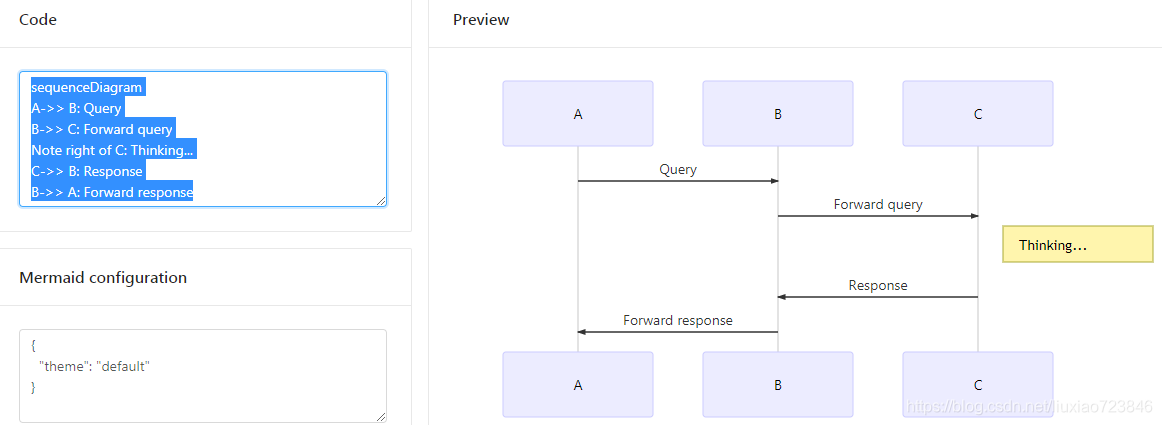 Code
sequenceDiagram
A->> B: Query
B->> C: Forward query
Note right of C: Thinking...
C->> B: Response
B->> A: Forward response
Mermaid configuration
{
"theme": "default"
}
Preview
A B C
Query
Forward query
Thinking...
Response
Forward response
A B C
https://blog.csdn.net/liuxiao723846